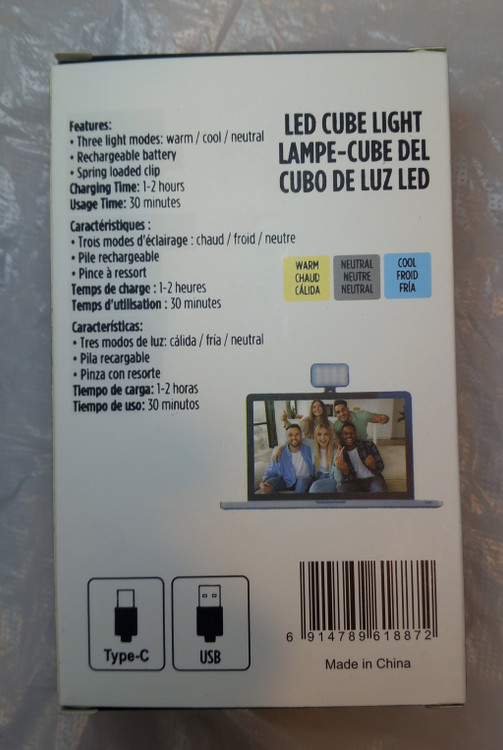 LED CUBE LIGHT
LAMPE-CUBE DEL
CUBO DE LUZ LED
Features:
• Three light modes: warm / cool / neutral
• Rechargeable battery
• Spring loaded clip
Charging Time: 1-2 hours
Usage Time: 30 minutes
Caractéristiques :
• Trois modes d'éclairage : chaud / froid / neutre
• Pile rechargeable
• Pince à ressort
Temps de charge : 1-2 heures
Temps d'utilisation : 30 minutes
Características:
• Tres modos de luz: cálida / fría / neutral
• Pila recargable
• Pinza con resorte
Tiempo de carga: 1-2 horas
Tiempo de uso: 30 minutos
WARM
CHAUD
CÁLIDA
NEUTRAL
NEUTRE
NEUTRAL
COOL
FROID
FRÍA
Type-C
USB
6 914789 618872
Made in China